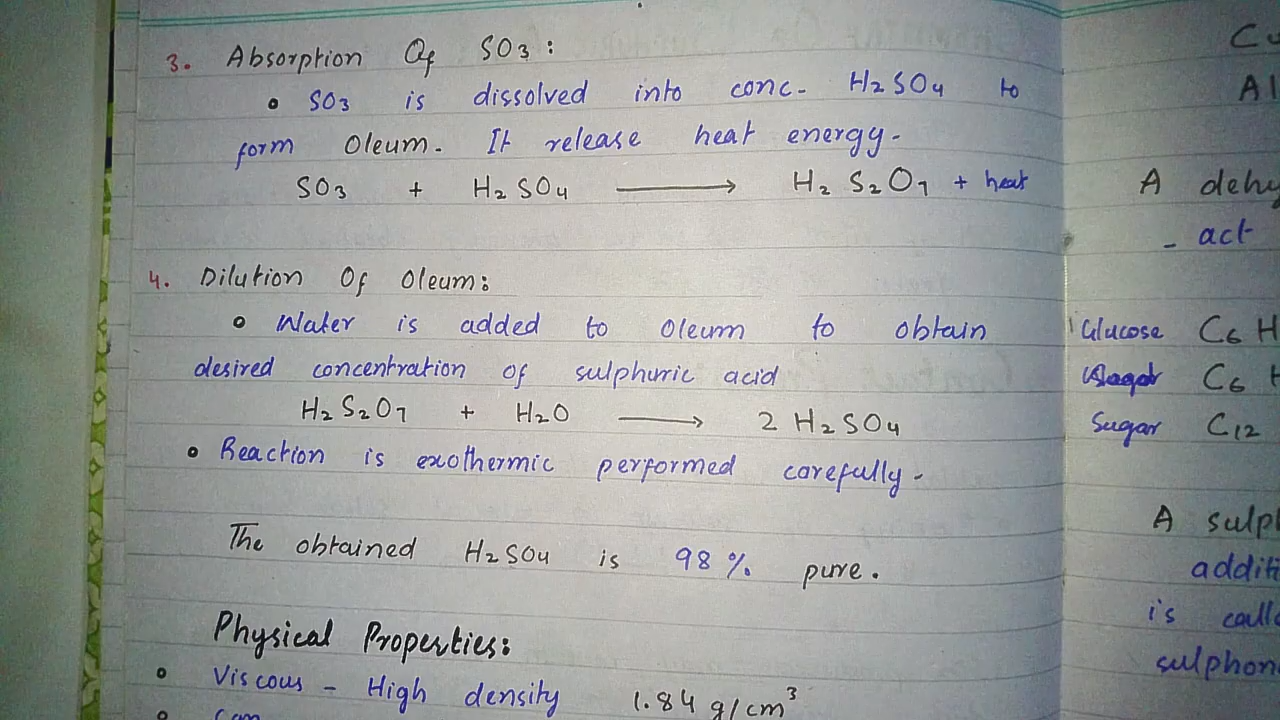 3. Absorption Of SO3 :
• SO3 is dissolved into conc. H2SO4 to
form Oleum. It release heat energy.
SO3 + H2SO4 ⟶ H2S2O7 + heat
4. Dilution Of Oleum:
• Water is added to Oleum to obtain
desired concentration of sulphuric acid
H2S2O7 + H2O ⟶ 2 H2SO4
• Reaction is exothermic performed carefully.
The obtained H2SO4 is 98% pure.
Physical Properties:
• Viscous – High density 1.84 g/cm³
A dehy
- act
Glucose C6 H
C6 H
Sugar C12
A sulph
additi
is calle
sulphon